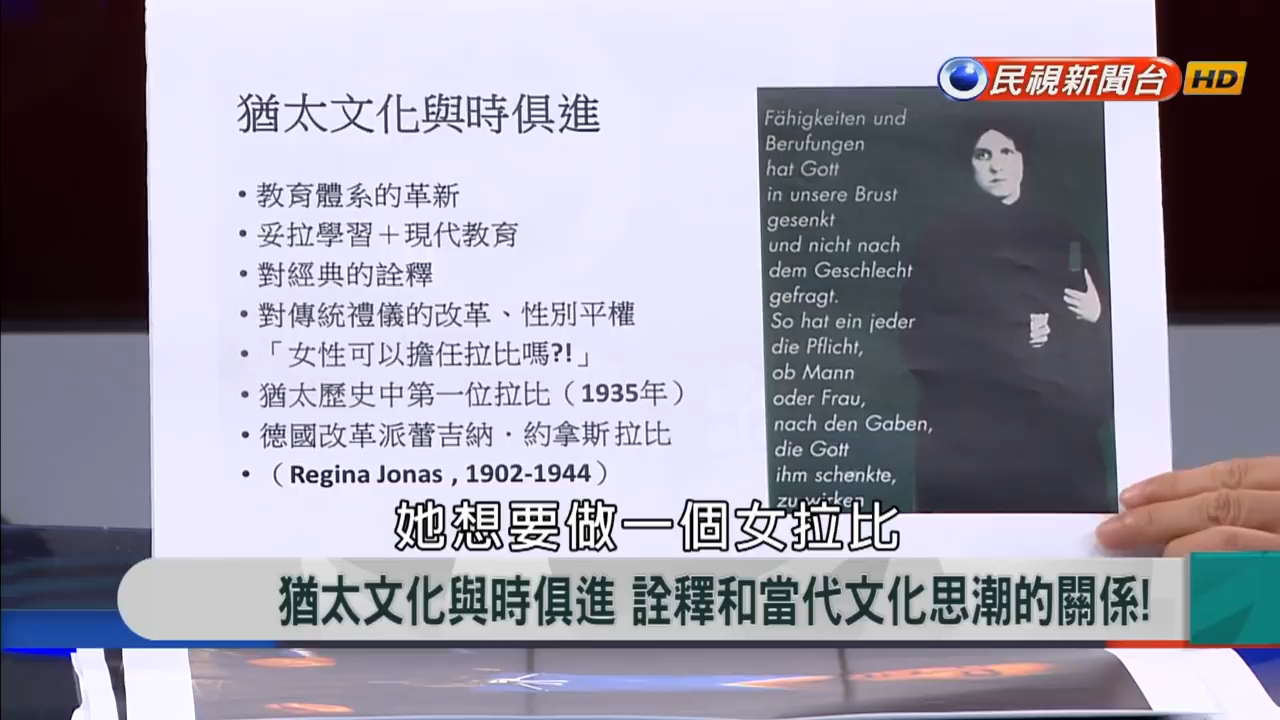 民視新聞台 HD
猶太文化與時俱進
• 教育體系的革新
• 妥拉學習＋現代教育
• 對經典的詮釋
• 對傳統禮儀的改革、性別平權
• 「女性可以擔任拉比嗎?!」
• 猶太歷史中第一位拉比（1935年）
• 德國改革派蕾吉納．約拿斯拉比
• （Regina Jonas , 1902-1944）
Fähigkeiten und
Berufungen
hat Gott
in unsere Brust
gesenkt
und nicht nach
dem Geschlecht
gefragt.
So hat ein jeder
die Pflicht,
ob Mann
oder Frau,
nach den Gaben,
die Gott
ihm schenkte,
zu wirken
她想要做一個女拉比
猶太文化與時俱進 詮釋和當代文化思潮的關係!